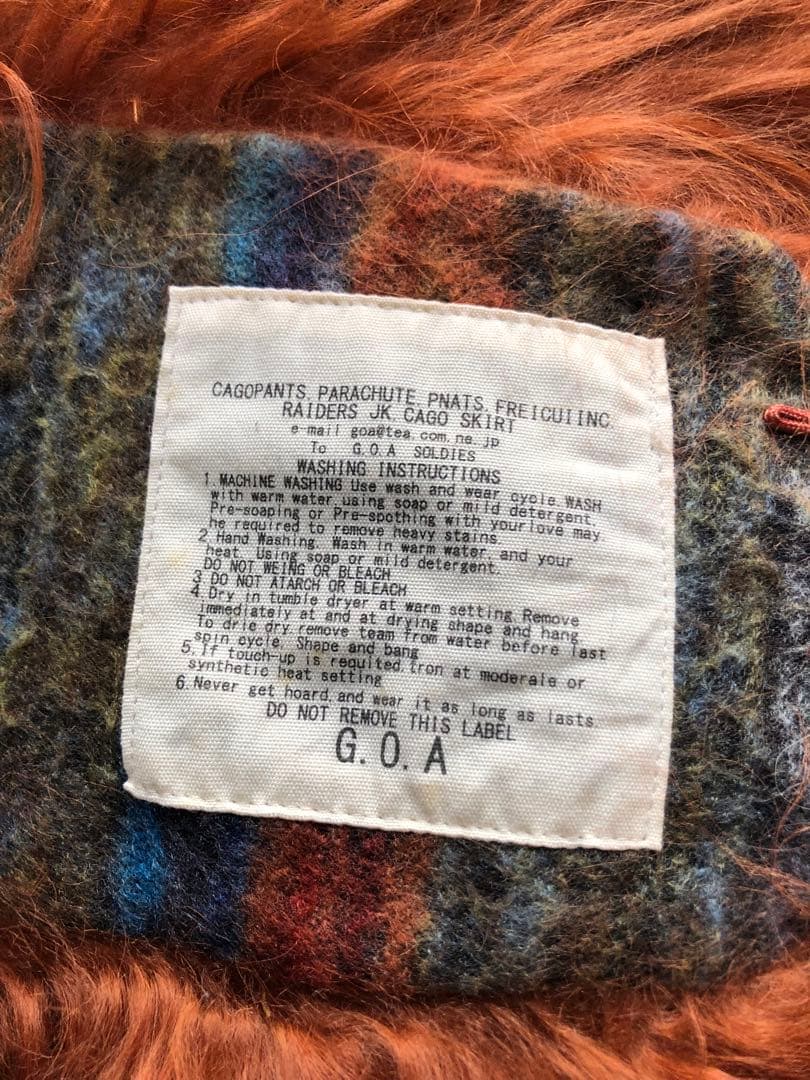 CAGOPANTS. PARACHUTE PNATS. FREICUIINC.
RAIDERS JK. CAGO SKIRT
e-mail goa@tea.com.ne.jp
To G.O.A SOLDIES
WASHING INSTRUCTIONS
1. MACHINE WASHING Use wash and wear cycle. WASH
with warm water using soap or mild detergent.
Pre-soaping or Pre-spothing with your love may.
he required to remove heavy stains
2. Hand Washing. Wash in warm water and your
heat. Using soap or mild detergent.
DO NOT WEING OR BLEACH
3. DO NOT AIARCH OR BLEACH
4. Dry in tumble dryer at warm setting Remove
immediately at and at drying shape and hang
To drie dry remove team from water before last
spin cycle. Shape and bang
5. If touch-up is requilted tron at moderale or
synthetic heat setting
6. Never get hoard and wear it as long as lasts
DO NOT REMOVE THIS LABEL
G.O.A